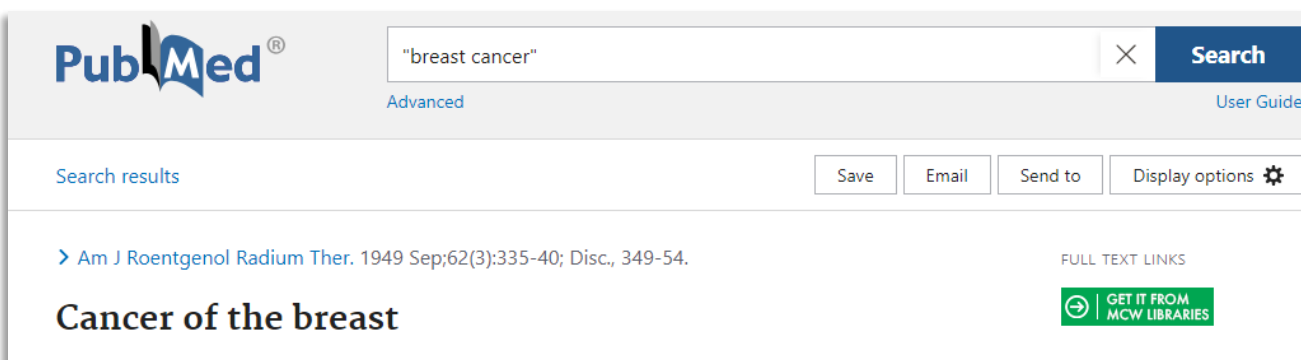 PubMed®
"breast cancer"
Search
Advanced
User Guide
Search results
Save
Email
Send to
Display options
Am J Roentgenol Radium Ther. 1949 Sep;62(3):335-40; Disc., 349-54.
FULL TEXT LINKS
Cancer of the breast
GET IT FROM
MCW LIBRARIES